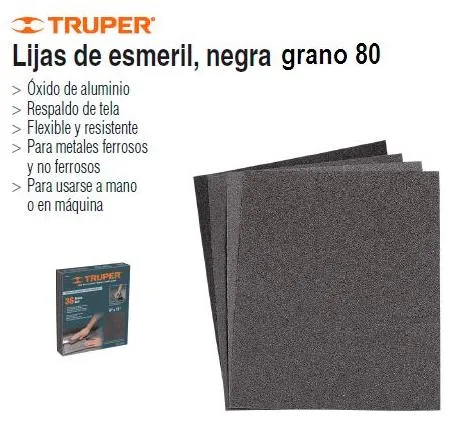 TRUPER
Lijas de esmeril, negra grano 80
> Óxido de aluminio
> Respaldo de tela
> Flexible y resistente
> Para metales ferrosos
y no ferrosos
> Para usarse a mano
o en máquina
TRUPER
36